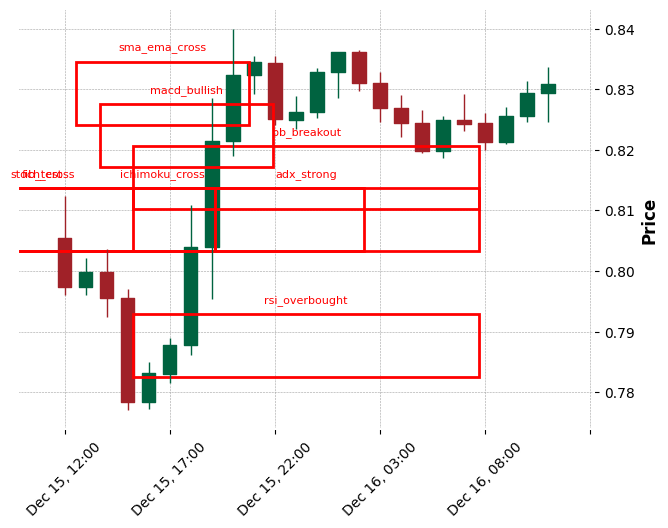 sma_ema_cross
0.84
macd_bullish
0.83
bb_breakout
0.82
ichimoku_cross
adx_strong
0.81
Price
0.80
rsi_overbought
0.79
0.78
Dec 15, 12:00
Dec 15, 17:00
Dec 15, 22:00
Dec 16, 03:00
Dec 16, 08:00